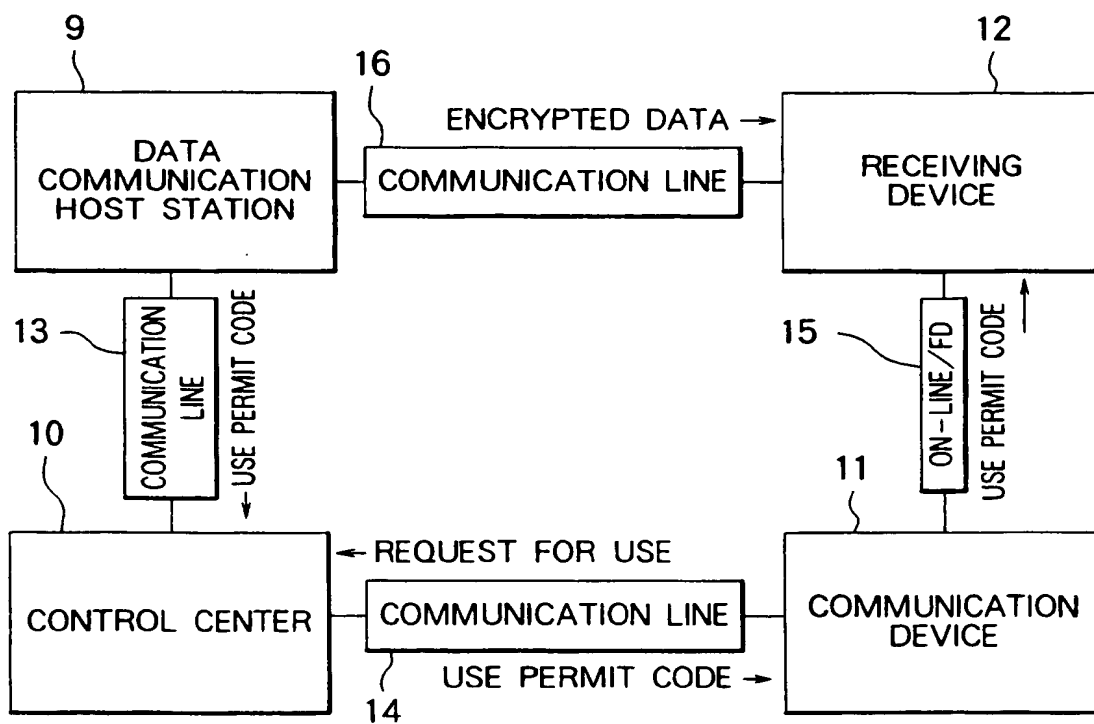 9
16
12
ENCRYPTED DATA →
DATA
COMMUNICATION
HOST STATION
COMMUNICATION LINE
RECEIVING
DEVICE
13
COMMUNICATION
LINE
← USE PERMIT CODE
15
ON-LINE/FD
USE PERMIT CODE →
10
11
← REQUEST FOR USE
CONTROL CENTER
COMMUNICATION LINE
COMMUNICATION
DEVICE
14
USE PERMIT CODE →